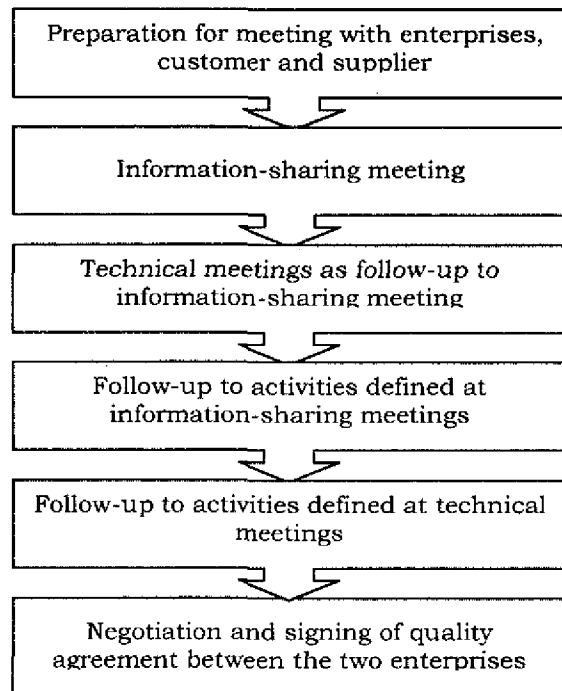 Preparation for meeting with enterprises,
customer and supplier
Information-sharing meeting
Technical meetings as follow-up to
information-sharing meeting
Follow-up to activities defined at
information-sharing meetings
Follow-up to activities defined at technical
meetings
Negotiation and signing of quality
agreement between the two enterprises